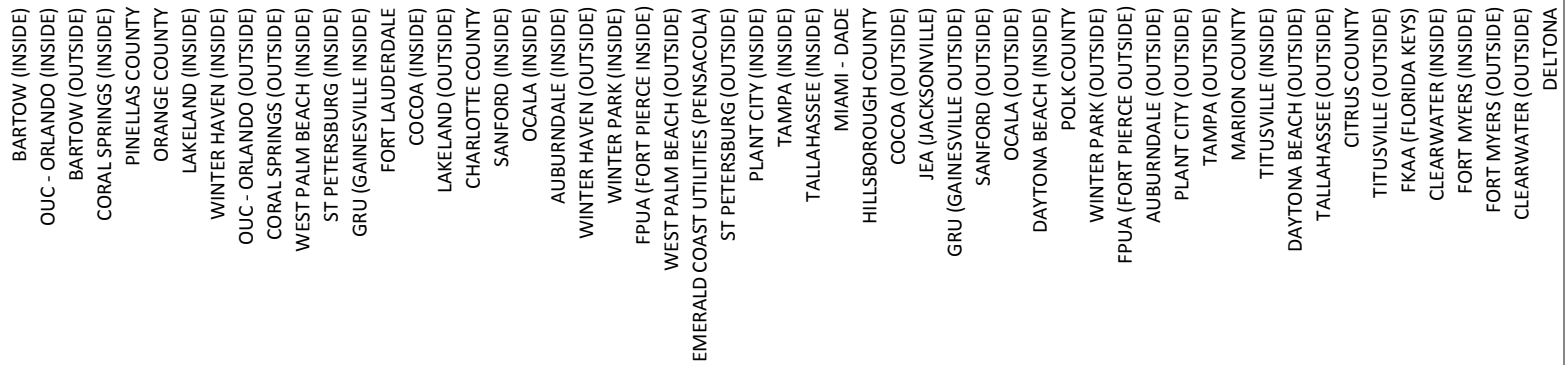 BARTOW (INSIDE)
OUC - ORLANDO (INSIDE)
BARTOW (OUTSIDE)
CORAL SPRINGS (INSIDE)
PINELLAS COUNTY
ORANGE COUNTY
LAKELAND (INSIDE)
WINTER HAVEN (INSIDE)
OUC - ORLANDO (OUTSIDE)
CORAL SPRINGS (OUTSIDE)
WEST PALM BEACH (INSIDE)
ST PETERSBURG (INSIDE)
GRU (GAINESVILLE INSIDE)
FORT LAUDERDALE
COCOA (INSIDE)
LAKELAND (OUTSIDE)
CHARLOTTE COUNTY
SANFORD (INSIDE)
OCALA (INSIDE)
AUBURNDALE (INSIDE)
WINTER HAVEN (OUTSIDE)
WINTER PARK (INSIDE)
FPUA (FORT PIERCE INSIDE)
WEST PALM BEACH (OUTSIDE)
EMERALD COAST UTILITIES (PENSACOLA)
ST PETERSBURG (OUTSIDE)
PLANT CITY (INSIDE)
TAMPA (INSIDE)
TALLAHASSEE (INSIDE)
MIAMI - DADE
HILLSBOROUGH COUNTY
COCOA (OUTSIDE)
JEA (JACKSONVILLE)
GRU (GAINESVILLE OUTSIDE)
SANFORD (OUTSIDE)
OCALA (OUTSIDE)
DAYTONA BEACH (INSIDE)
POLK COUNTY
WINTER PARK (OUTSIDE)
FPUA (FORT PIERCE OUTSIDE)
AUBURNDALE (OUTSIDE)
PLANT CITY (OUTSIDE)
TAMPA (OUTSIDE)
MARION COUNTY
TITUSVILLE (INSIDE)
DAYTONA BEACH (OUTSIDE)
TALLAHASSEE (OUTSIDE)
CITRUS COUNTY
TITUSVILLE (OUTSIDE)
FKAA (FLORIDA KEYS)
CLEARWATER (INSIDE)
FORT MYERS (INSIDE)
FORT MYERS (OUTSIDE)
CLEARWATER (OUTSIDE)
DELTONA